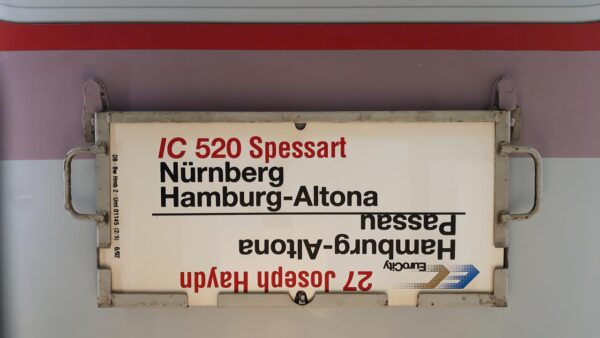 IC 520 Spessart
Nürnberg
Hamburg-Altona
EuroCity
27 Joseph Haydn
Hamburg-Altona
Passau